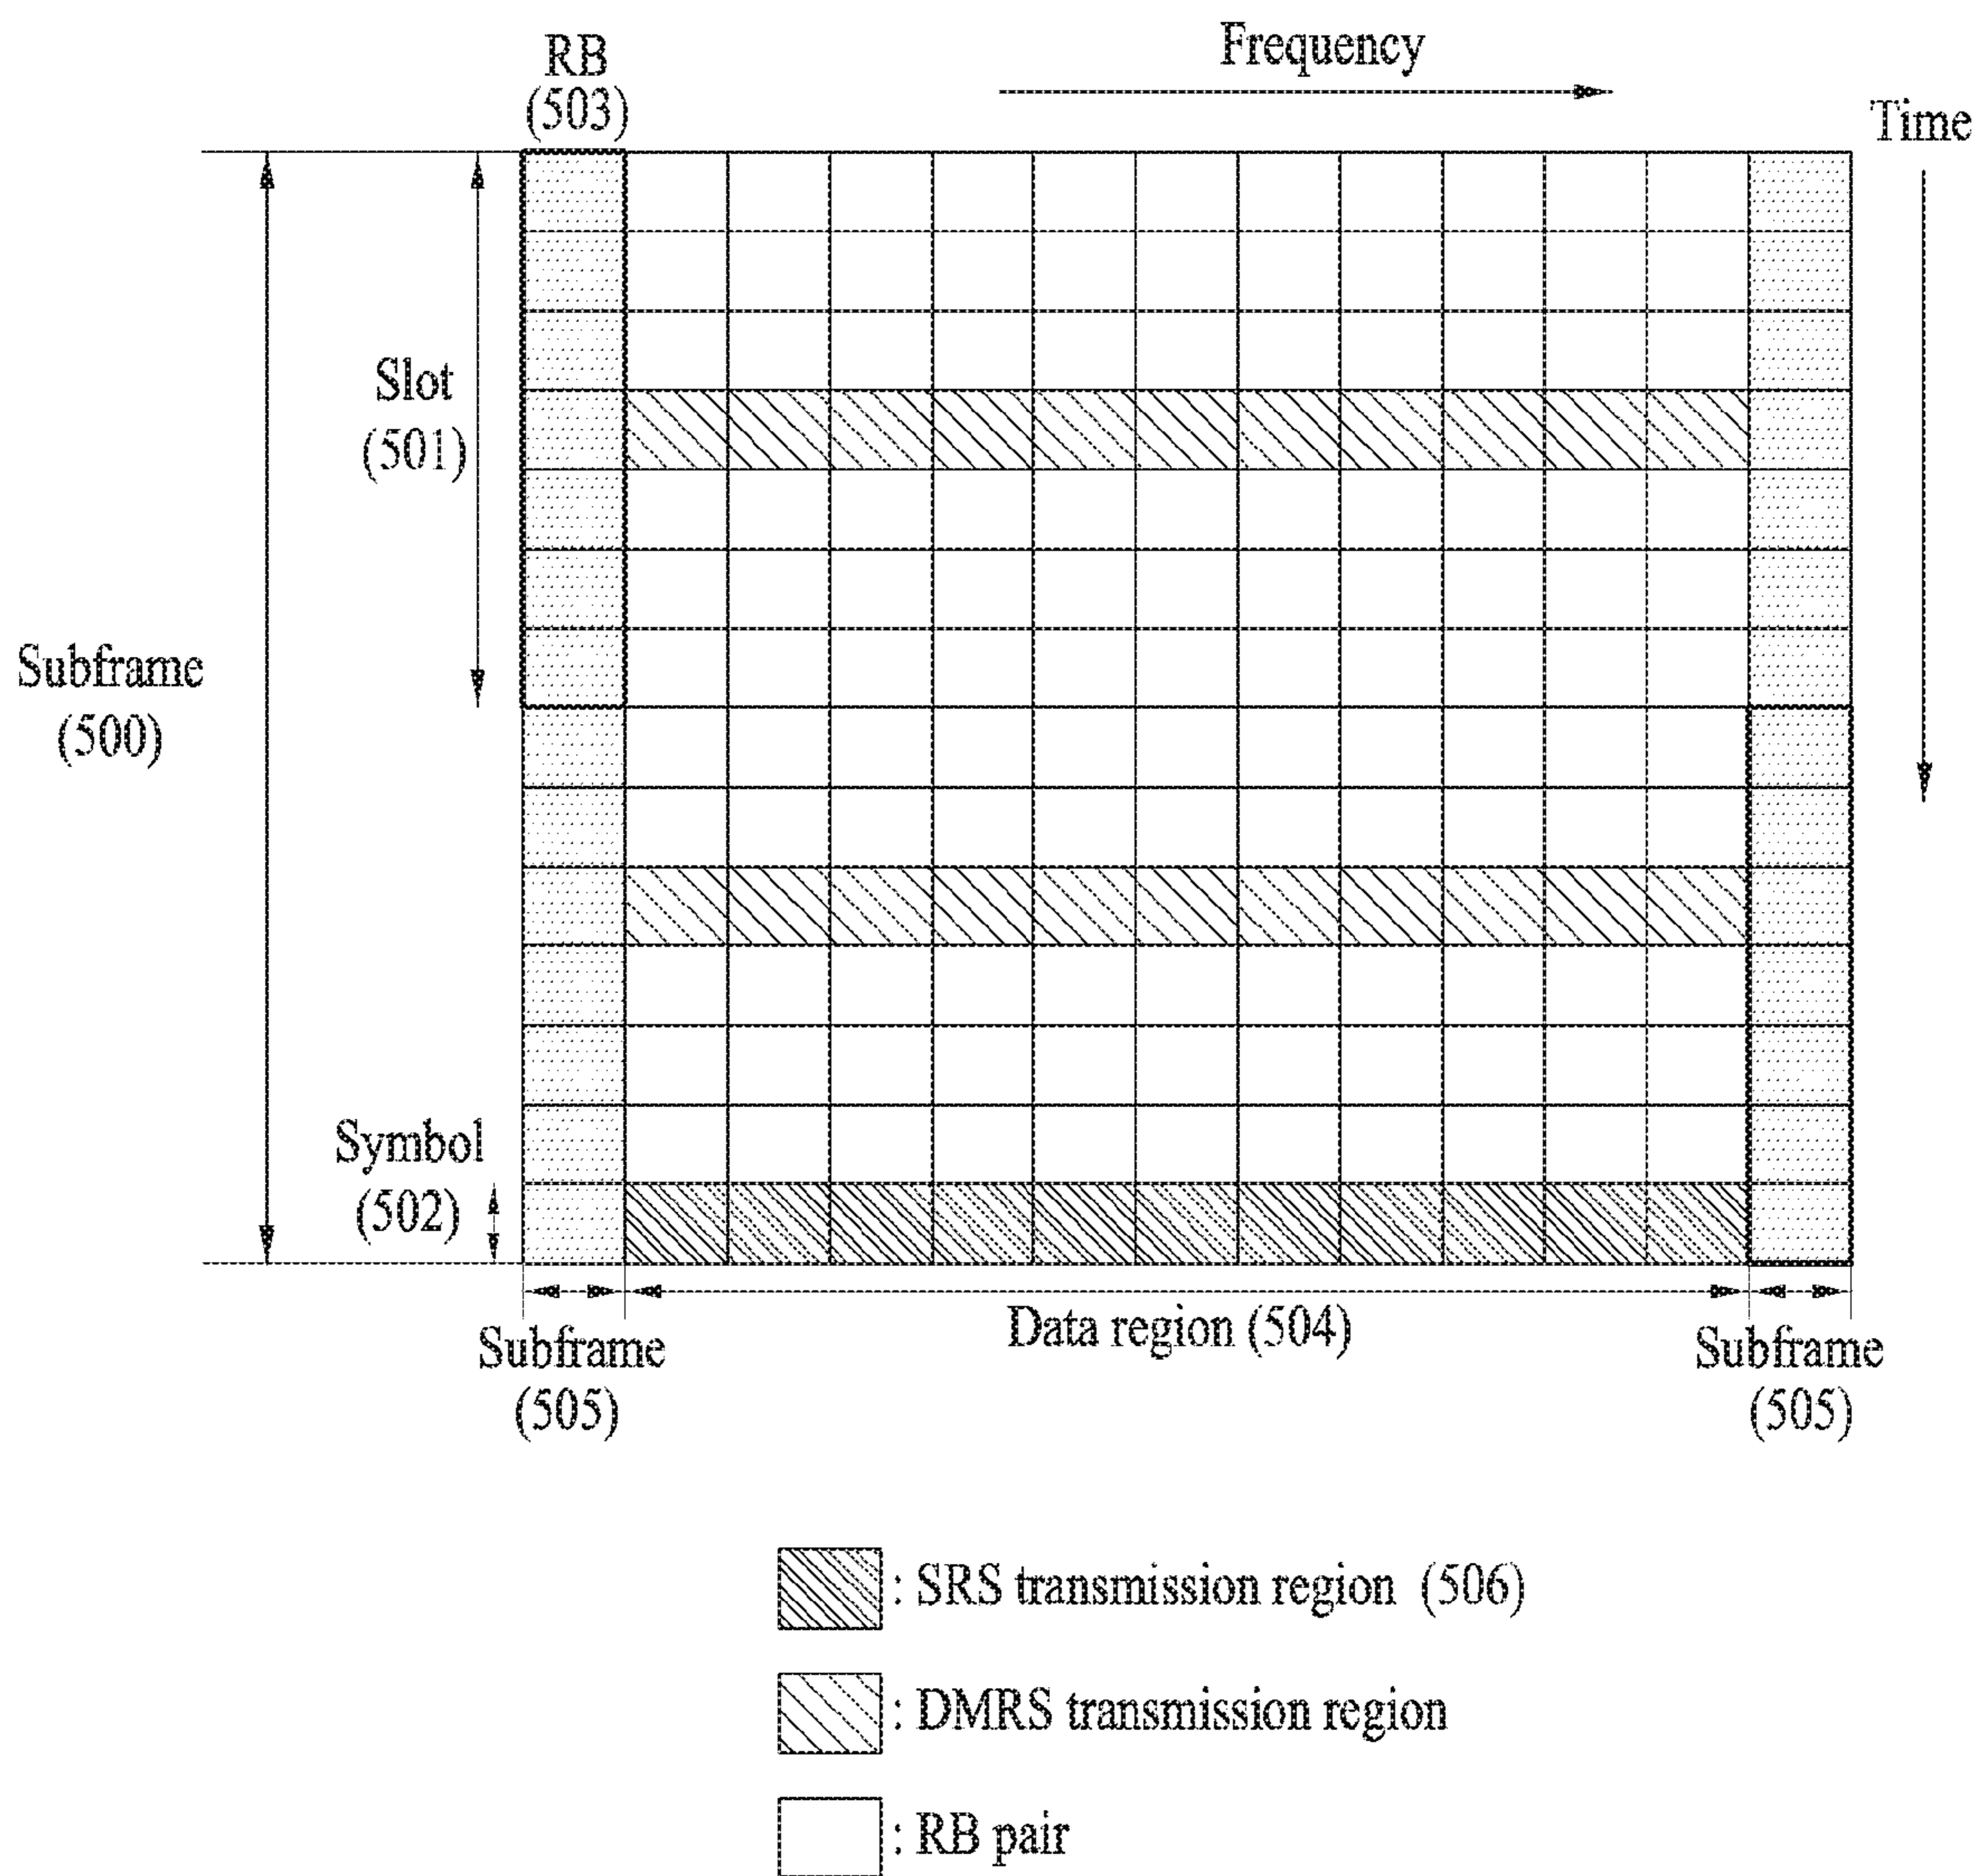 RB
(503)
Frequency
Time
Slot
(501)
Subframe
(500)
Symbol
(502)
Data region (504)
Subframe
(505)
Subframe
(505)
: SRS transmission region (506)
: DMRS transmission region
: RB pair